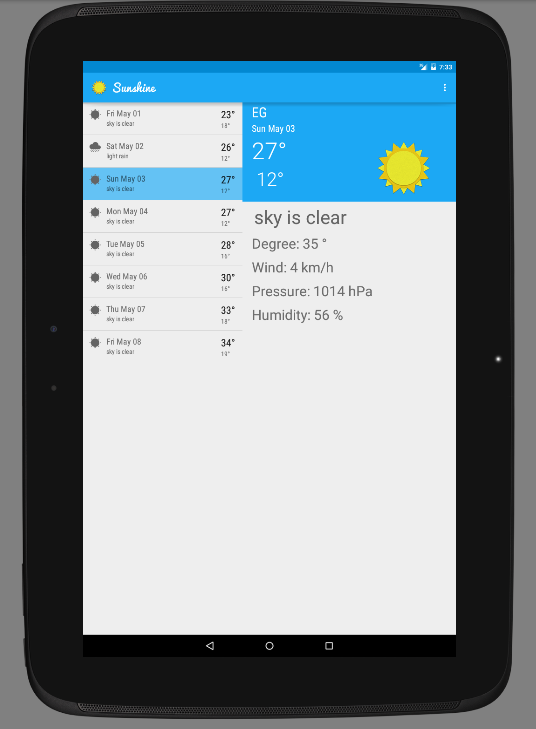 7:33
Sunshine
Fri May 01
sky is clear
23°
18°
Sat May 02
light rain
26°
12°
Sun May 03
sky is clear
27°
12°
Mon May 04
sky is clear
27°
12°
Tue May 05
sky is clear
28°
16°
Wed May 06
sky is clear
30°
16°
Thu May 07
sky is clear
33°
18°
Fri May 08
sky is clear
34°
19°
EG
Sun May 03
27°
12°
sky is clear
Degree: 35 °
Wind: 4 km/h
Pressure: 1014 hPa
Humidity: 56 %